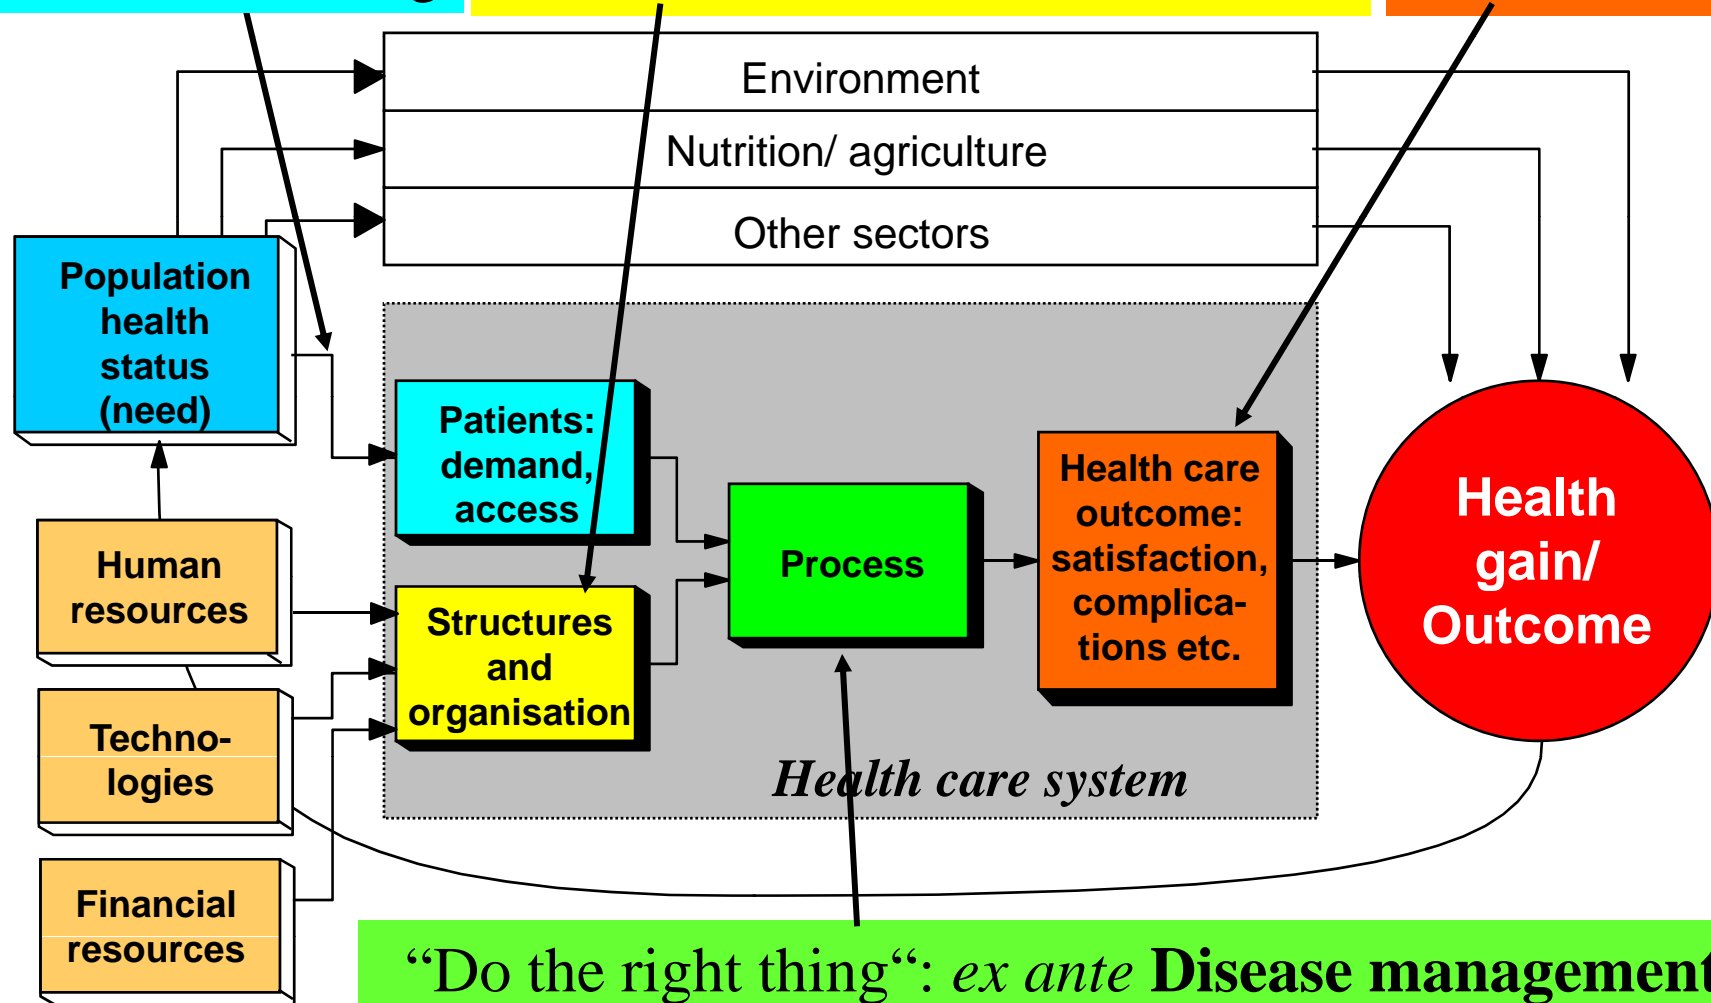 Environment
Nutrition/ agriculture
Other sectors
Population
health
status
(need)
Patients:
demand,
access
Human
resources
Structures
and
organisation
Process
Health care
outcome:
satisfaction,
complica-
tions etc.
Health
gain/
Outcome
Techno-
logies
Health care system
Financial
resources
“Do the right thing“: ex ante Disease management